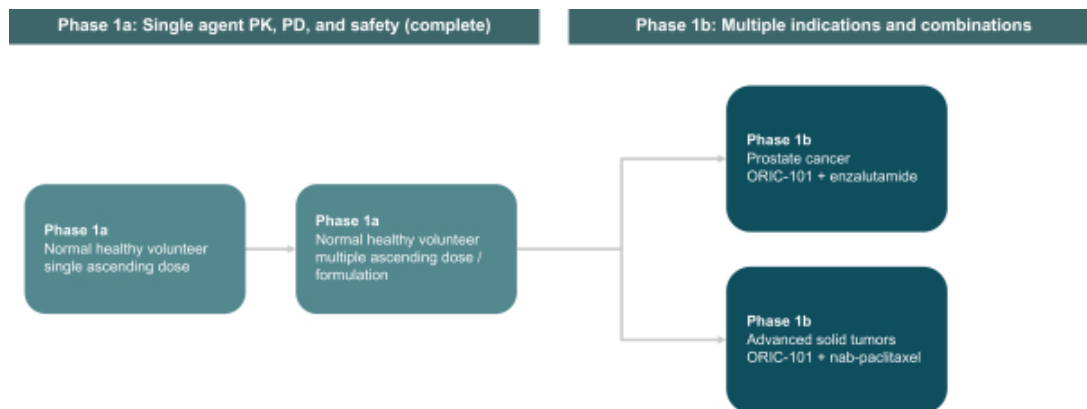 Phase 1a: Single agent PK, PD, and safety (complete)
Phase 1b: Multiple indications and combinations
Phase 1a
Normal healthy volunteer
single ascending dose
Phase 1a
Normal healthy volunteer
multiple ascending dose /
formulation
Phase 1b
Prostate cancer
ORIC-101 + enzalutamide
Phase 1b
Advanced solid tumors
ORIC-101 + nab-paclitaxel